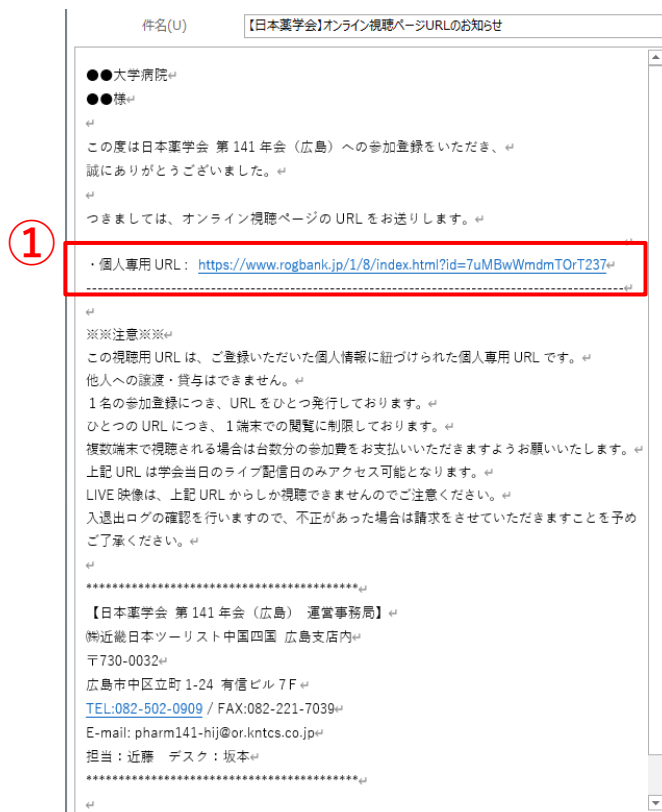 件名(U)
【日本薬学会】オンライン視聴ページURLのお知らせ
●●大学病院↵
●●様↵
↵
この度は日本薬学会 第 141 年会（広島）への参加登録をいただき、↵
誠にありがとうございました。↵
↵
つきましては、オンライン視聴ページの URL をお送りします。↵
①
↵
・個人専用 URL： https://www.rogbank.jp/1/8/index.html?id=7uMBwWmdmTOrT237↵
-----------------------------------------------------------------------------------↵
↵
※※注意※※↵
この視聴用 URL は、ご登録いただいた個人情報に紐づけられた個人専用 URL です。↵
他人への譲渡・貸与はできません。↵
１名の参加登録につき、URL をひとつ発行しております。↵
ひとつの URL につき、１端末での閲覧に制限しております。↵
複数端末で視聴される場合は台数分の参加費をお支払いいただきますようお願いいたします。↵
上記 URL は学会当日のライブ配信日のみアクセス可能となります。↵
LIVE 映像は、上記 URL からしか視聴できませんのでご注意ください。↵
入退出ログの確認を行いますので、不正があった場合は請求をさせていただきますことを予め
ご了承ください。↵
↵
******************************************↵
【日本薬学会 第 141 年会（広島） 運営事務局】↵
㈱近畿日本ツーリスト中国四国 広島支店内↵
〒730-0032↵
広島市中区立町 1-24 有信ビル 7Ｆ↵
TEL:082-502-0909 / FAX:082-221-7039↵
E-mail: pharm141-hij@or.kntcs.co.jp↵
担当：近藤　デスク：坂本↵
******************************************↵
↵